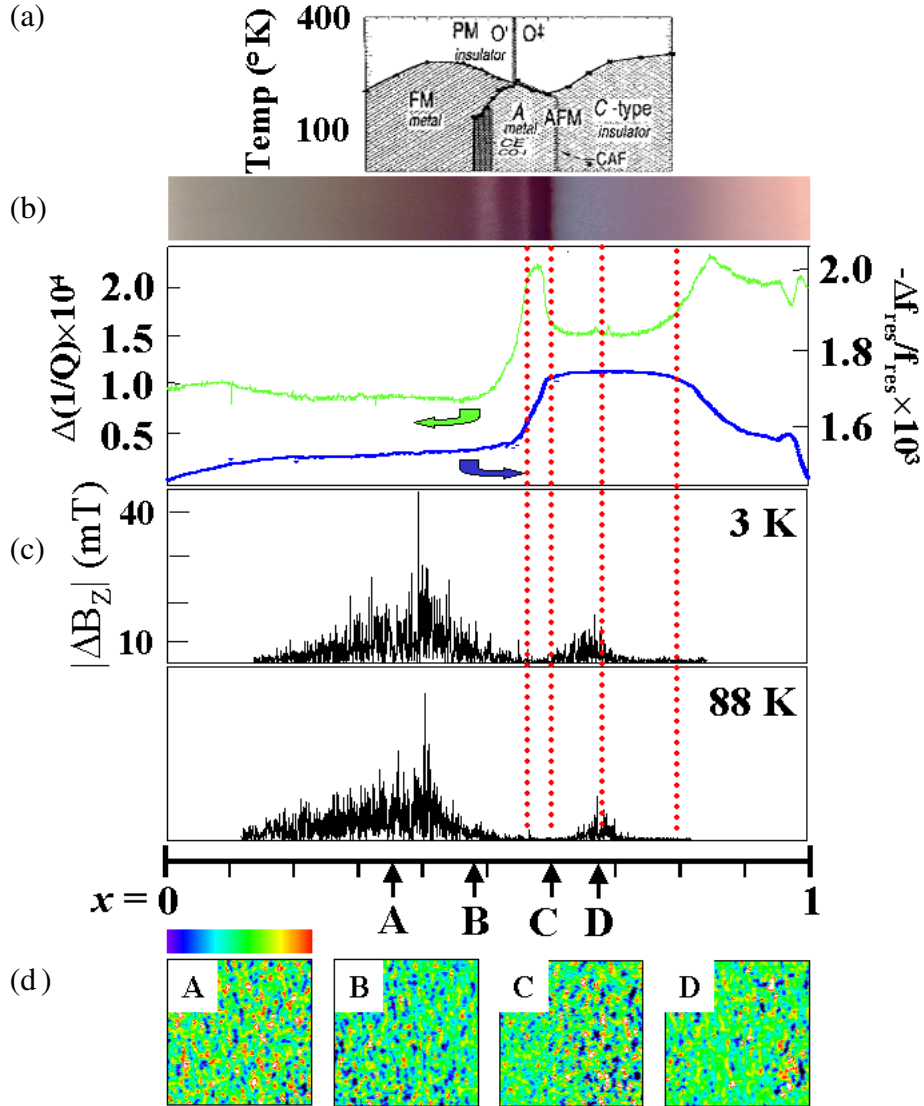 (a)
Temp (°K)
400
100
PM O' O‡
insulator
FM
metal
A
metal
AFM
C-type
insulator
CE
CO-I
CAF
(b)
Δ(1/Q)×10⁴
2.0
1.5
1.0
0.5
2.0
1.8
1.6
-Δf_res/f_res×10³
(c)
|ΔB_Z| (mT)
40
10
3 K
88 K
x = 0
1
A B C D
(d)
A B C D